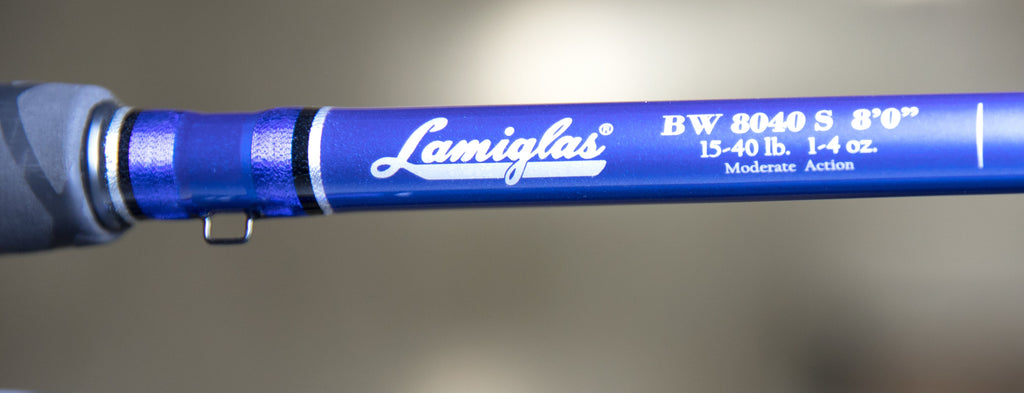 Lamiglas®
BW 8040 S 8'0"
15-40 lb. 1-4 oz.
Moderate Action